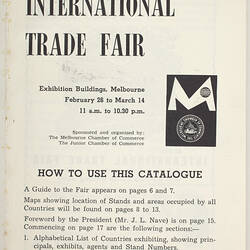 INTERNATIONAL
TRADE FAIR
Exhibition Buildings, Melbourne
February 28 to March 14
11 a.m. to 10.30 p.m.
Sponsored and organised by:
The Melbourne Chamber of Commerce
The Junior Chamber of Commerce
M
HOW TO USE THIS CATALOGUE
A Guide to the Fair appears on pages 6 and 7.
Maps showing location of Stands and areas occupied by all
Countries will be found on pages 8 to 13.
Foreword by the President (Mr. J. L. Nave) is on page 15.
Commencing on page 17 are the following sections:—
1. Alphabetical List of Countries exhibiting, showing prin-
cipals, exhibits, agents and Stand Numbers.